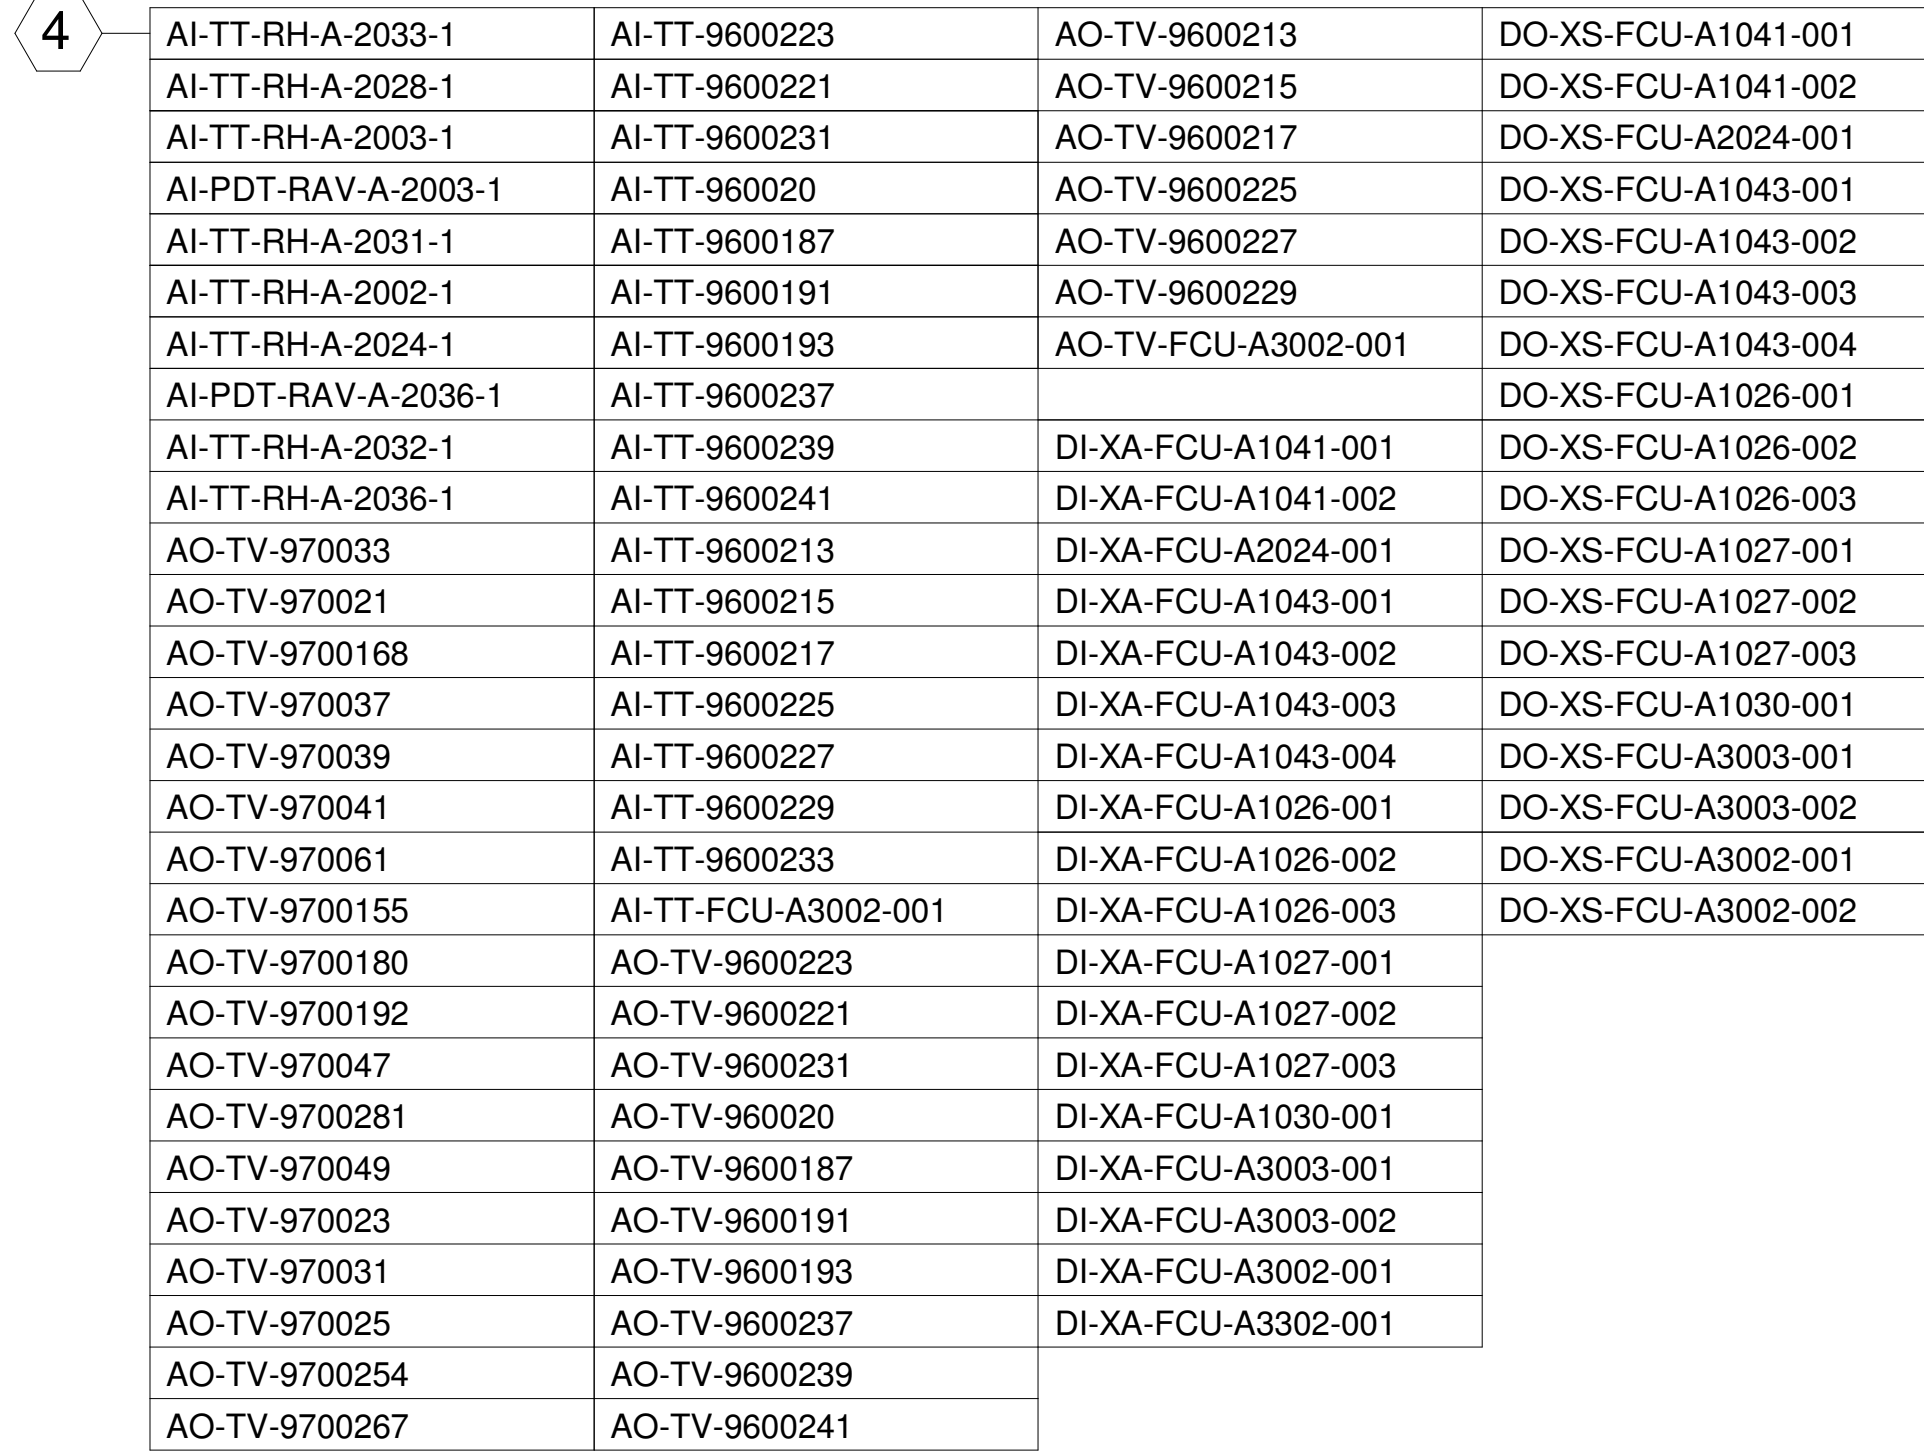 4
AI-TT-RH-A-2033-1 AI-TT-9600223 AO-TV-9600213 DO-XS-FCU-A1041-001
AI-TT-RH-A-2028-1 AI-TT-9600221 AO-TV-9600215 DO-XS-FCU-A1041-002
AI-TT-RH-A-2003-1 AI-TT-9600231 AO-TV-9600217 DO-XS-FCU-A2024-001
AI-PDT-RAV-A-2003-1 AI-TT-960020 AO-TV-9600225 DO-XS-FCU-A1043-001
AI-TT-RH-A-2031-1 AI-TT-9600187 AO-TV-9600227 DO-XS-FCU-A1043-002
AI-TT-RH-A-2002-1 AI-TT-9600191 AO-TV-9600229 DO-XS-FCU-A1043-003
AI-TT-RH-A-2024-1 AI-TT-9600193 AO-TV-FCU-A3002-001 DO-XS-FCU-A1043-004
AI-PDT-RAV-A-2036-1 AI-TT-9600237 DO-XS-FCU-A1026-001
AI-TT-RH-A-2032-1 AI-TT-9600239 DI-XA-FCU-A1041-001 DO-XS-FCU-A1026-002
AI-TT-RH-A-2036-1 AI-TT-9600241 DI-XA-FCU-A1041-002 DO-XS-FCU-A1026-003
AO-TV-970033 AI-TT-9600213 DI-XA-FCU-A2024-001 DO-XS-FCU-A1027-001
AO-TV-970021 AI-TT-9600215 DI-XA-FCU-A1043-001 DO-XS-FCU-A1027-002
AO-TV-9700168 AI-TT-9600217 DI-XA-FCU-A1043-002 DO-XS-FCU-A1027-003
AO-TV-970037 AI-TT-9600225 DI-XA-FCU-A1043-003 DO-XS-FCU-A1030-001
AO-TV-970039 AI-TT-9600227 DI-XA-FCU-A1043-004 DO-XS-FCU-A3003-001
AO-TV-970041 AI-TT-9600229 DI-XA-FCU-A1026-001 DO-XS-FCU-A3003-002
AO-TV-970061 AI-TT-9600233 DI-XA-FCU-A1026-002 DO-XS-FCU-A3002-001
AO-TV-9700155 AI-TT-FCU-A3002-001 DI-XA-FCU-A1026-003 DO-XS-FCU-A3002-002
AO-TV-9700180 AO-TV-9600223 DI-XA-FCU-A1027-001
AO-TV-9700192 AO-TV-9600221 DI-XA-FCU-A1027-002
AO-TV-970047 AO-TV-9600231 DI-XA-FCU-A1027-003
AO-TV-9700281 AO-TV-960020 DI-XA-FCU-A1030-001
AO-TV-970049 AO-TV-9600187 DI-XA-FCU-A3003-001
AO-TV-970023 AO-TV-9600191 DI-XA-FCU-A3003-002
AO-TV-970031 AO-TV-9600193 DI-XA-FCU-A3002-001
AO-TV-970025 AO-TV-9600237 DI-XA-FCU-A3302-001
AO-TV-9700254 AO-TV-9600239
AO-TV-9700267 AO-TV-9600241